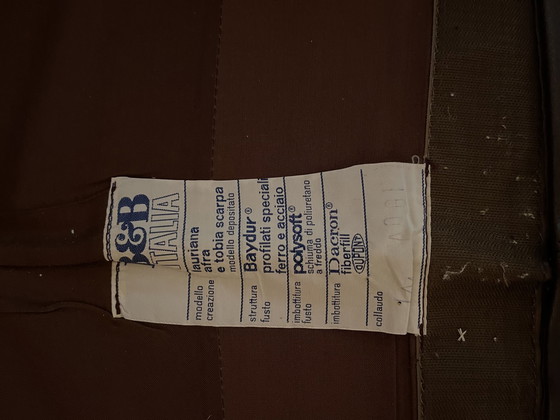 B&B
ITALIA
modello lauriana
creazione afra
e tobia scarpa
modello depositato
struttura Baydur®
fusto profilati speciali
ferro e acciaio
imbottitura polysoft®
fusto schiuma di poliuretano
a freddo
imbottitura Dacron®
fiberfill
DUPONT
collaudo